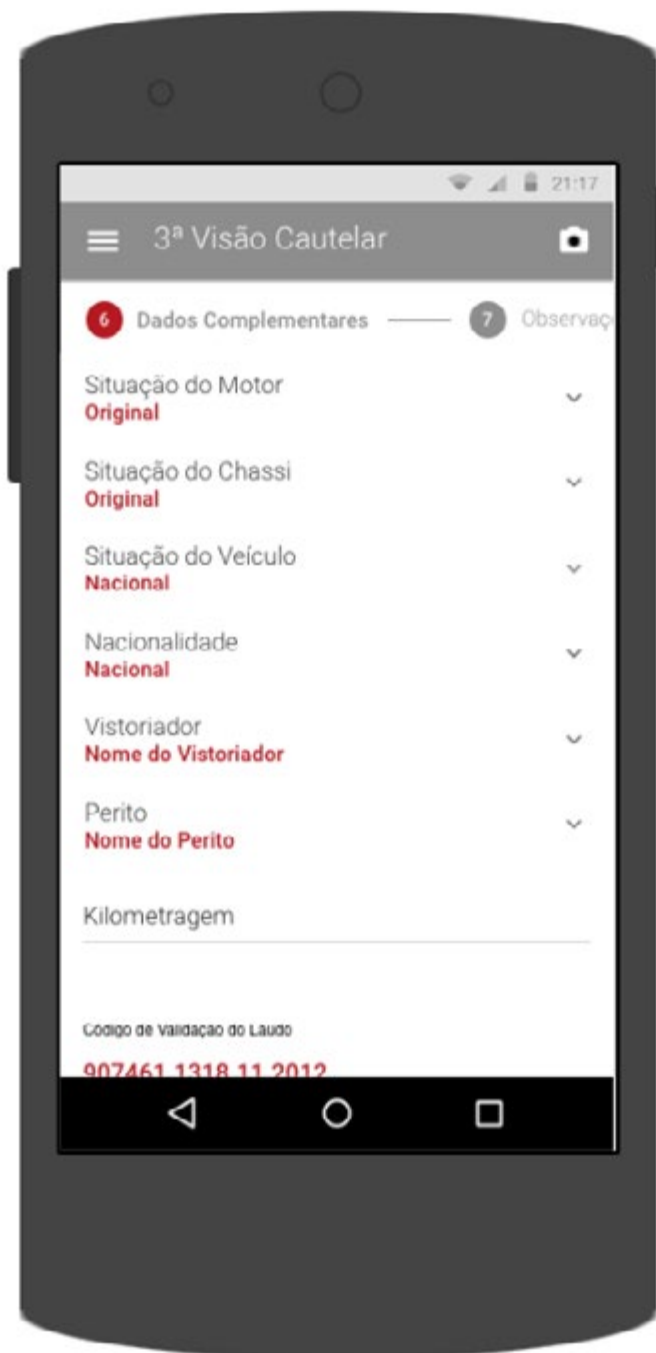 21:17
3ª Visão Cautelar
6 Dados Complementares 7 Observaç
Situação do Motor
Original
Situação do Chassi
Original
Situação do Veículo
Nacional
Nacionalidade
Nacional
Vistoriador
Nome do Vistoriador
Perito
Nome do Perito
Kilometragem
Código de Validação do Laudo
907461.1318.11.2012